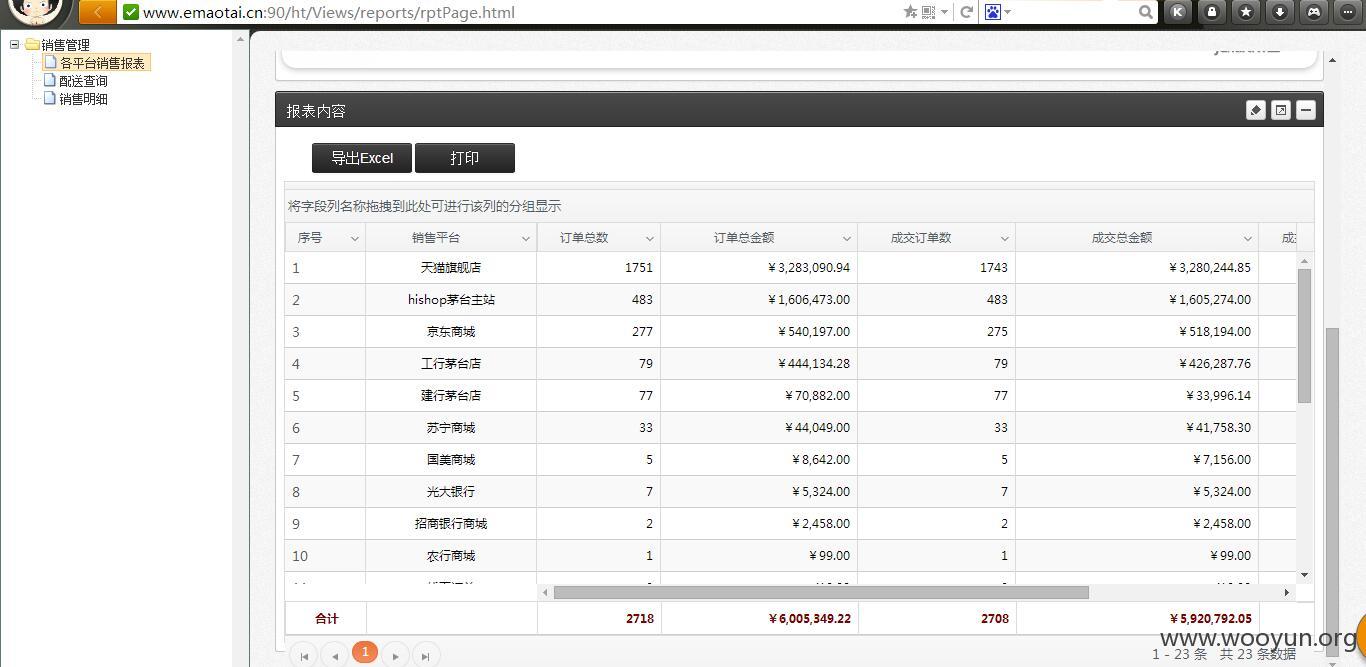 www.emaotai.cn:90/ht/Views/reports/rptPage.html
销售管理
各平台销售报表
配送查询
销售明细
报表内容
导出Excel 打印
将字段列名称拖拽到此处可进行该列的分组显示
序号 销售平台 订单总数 订单总金额 成交订单数 成交总金额
1 天猫旗舰店 1751 ￥3,283,090.94 1743 ￥3,280,244.85
2 hishop茅台主站 483 ￥1,606,473.00 483 ￥1,605,274.00
3 京东商城 277 ￥540,197.00 275 ￥518,194.00
4 工行茅台店 79 ￥444,134.28 79 ￥426,287.76
5 建行茅台店 77 ￥70,882.00 77 ￥33,996.14
6 苏宁商城 33 ￥44,049.00 33 ￥41,758.30
7 国美商城 5 ￥8,642.00 5 ￥7,156.00
8 光大银行 7 ￥5,324.00 7 ￥5,324.00
9 招商银行商城 2 ￥2,458.00 2 ￥2,458.00
10 农行商城 1 ￥99.00 1 ￥99.00
合计 2718 ￥6,005,349.22 2708 ￥5,920,792.05
1
1 - 23 条 共 23 条数据
www.wooyun.org